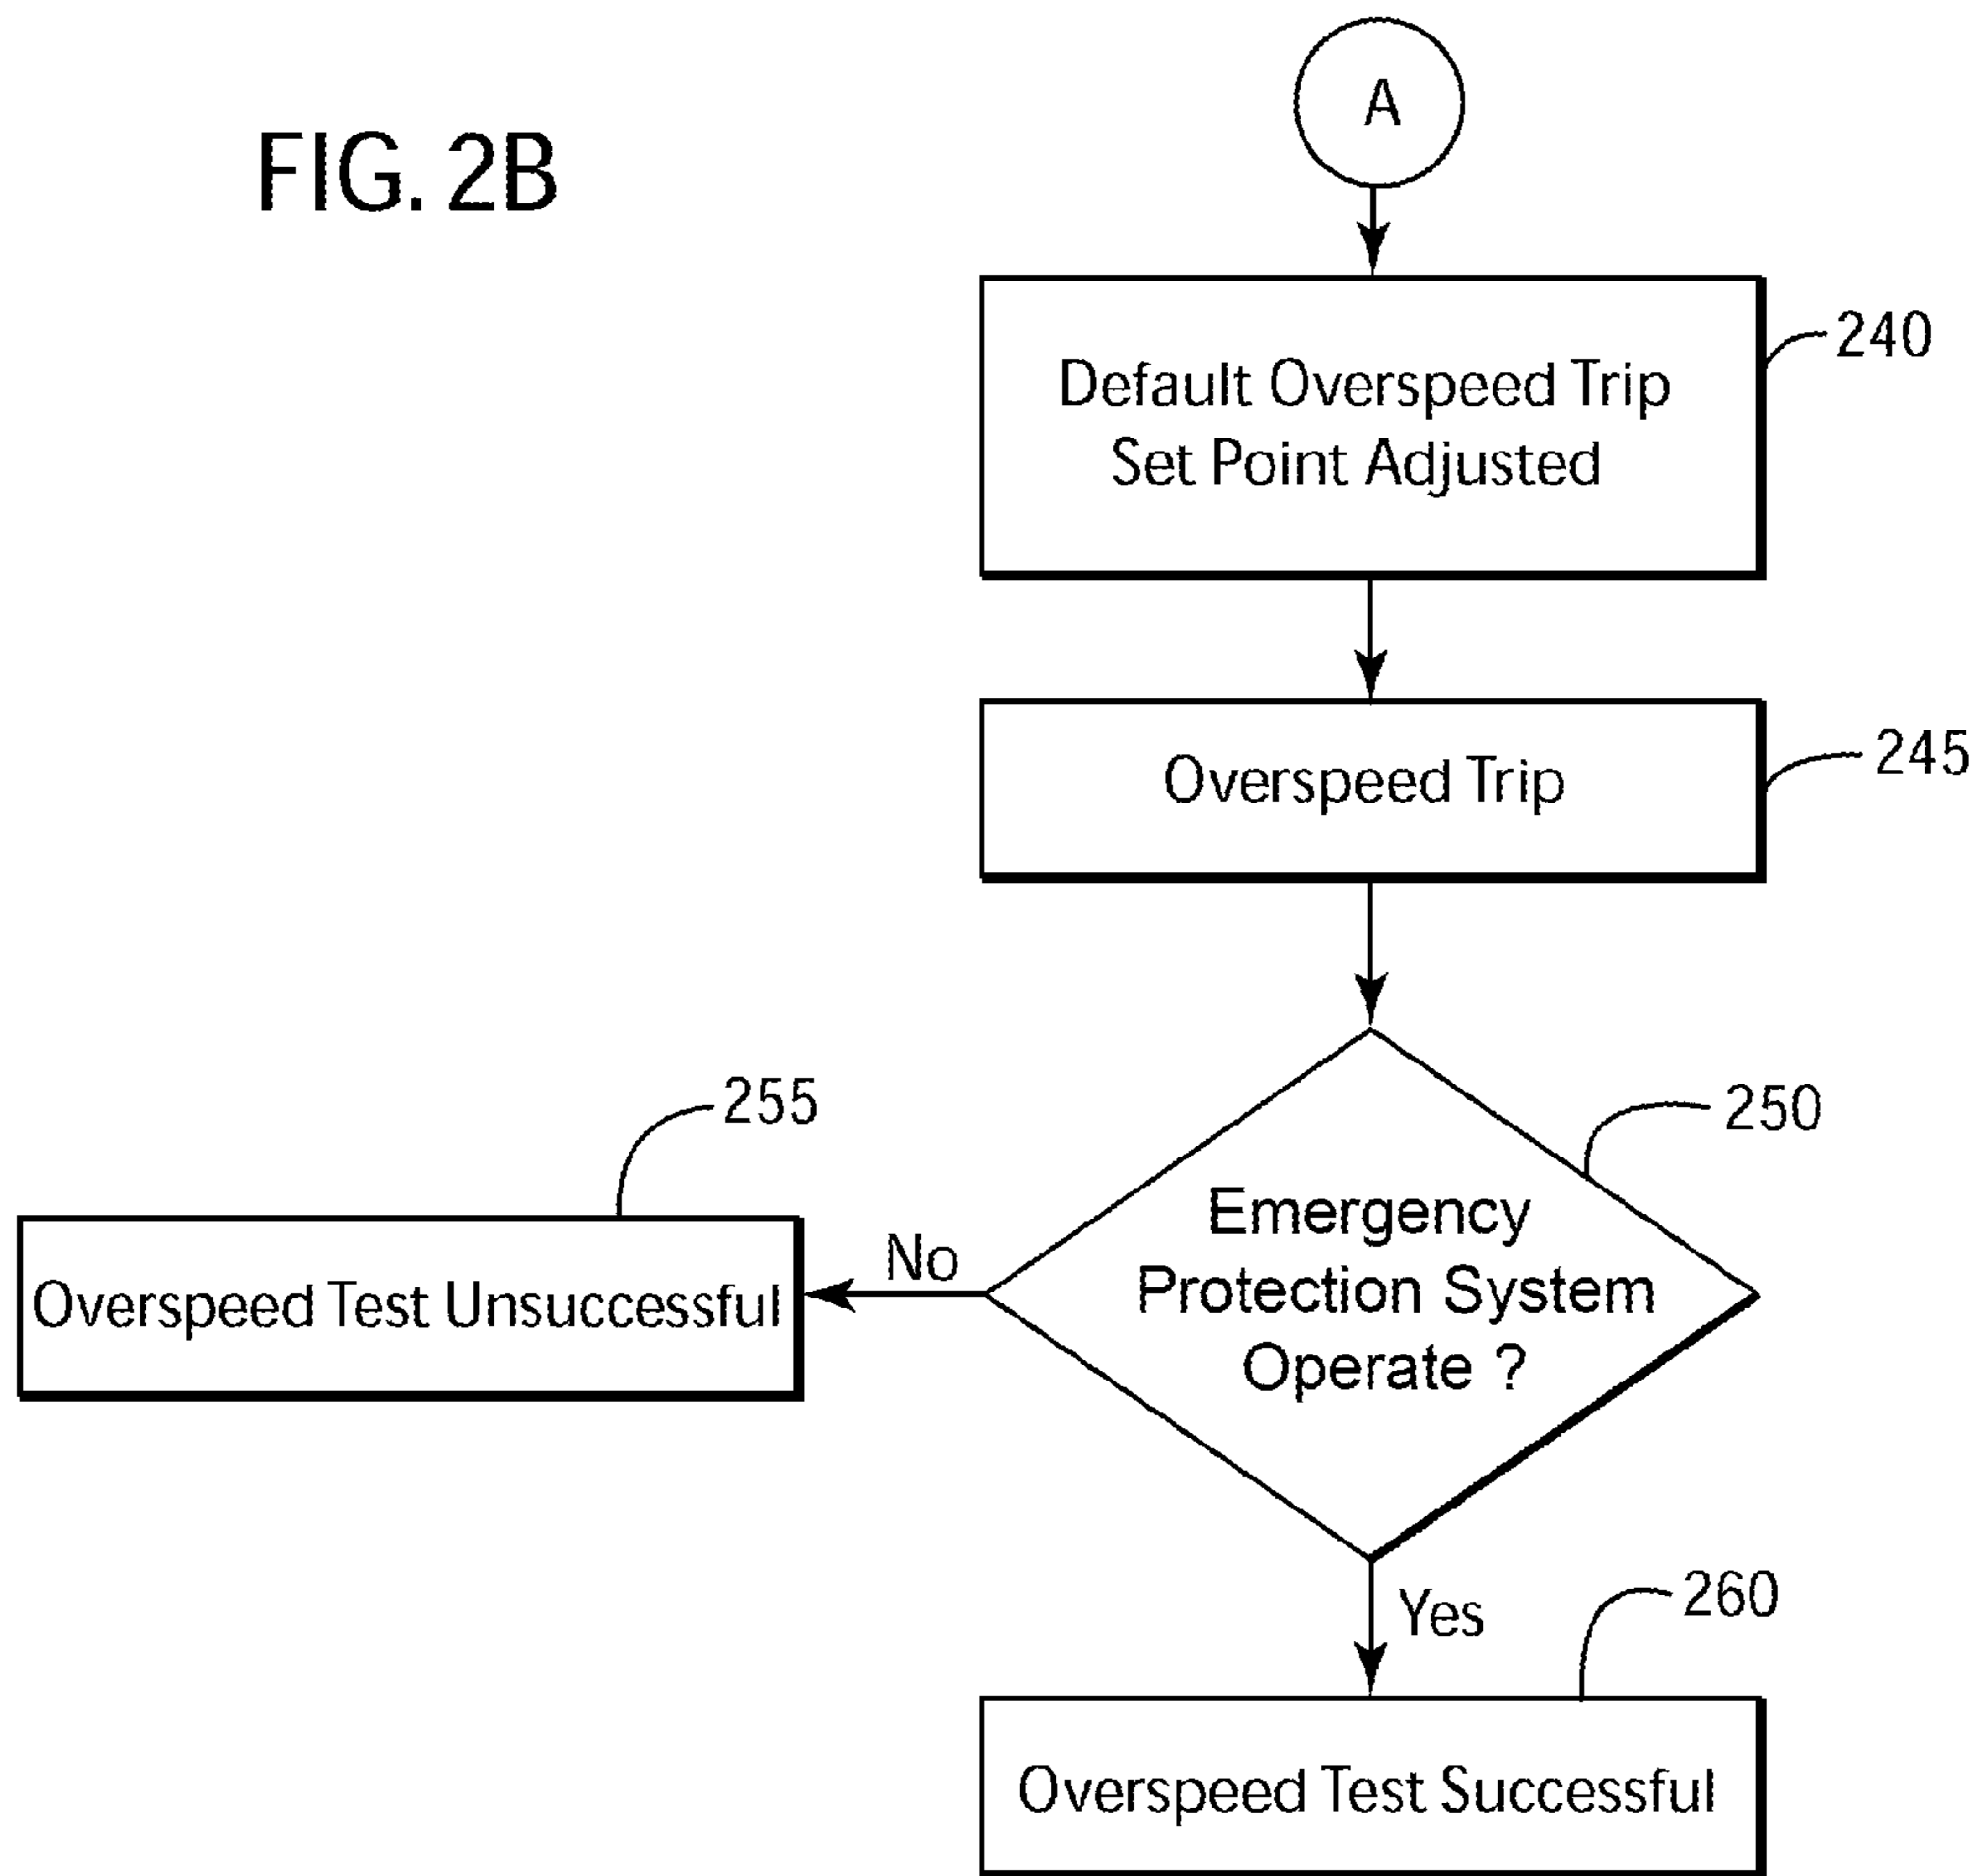 FIG. 2B
A
Default Overspeed Trip
Set Point Adjusted
240
Overspeed Trip
245
Emergency
Protection System
Operate ?
250
No
255
Overspeed Test Unsuccessful
Yes
260
Overspeed Test Successful